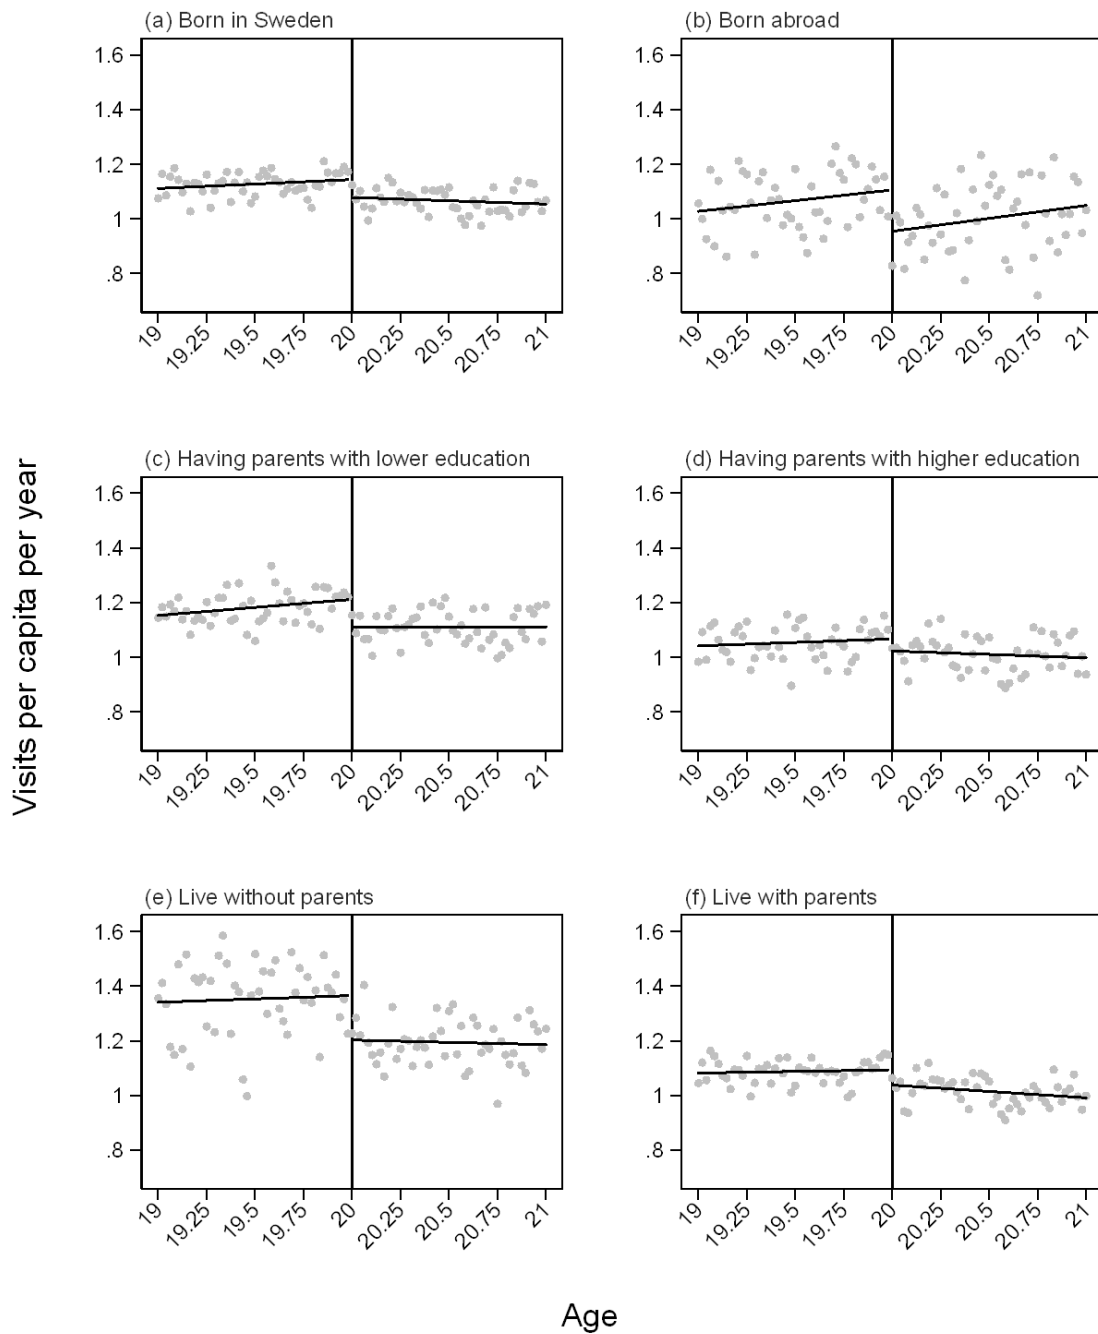 (a) Born in Sweden
1.6
1.4
1.2
1
.8
19 19.25 19.5 19.75 20 20.25 20.5 20.75 21
(b) Born abroad
1.6
1.4
1.2
1
.8
19 19.25 19.5 19.75 20 20.25 20.5 20.75 21
Visits per capita per year
(c) Having parents with lower education
1.6
1.4
1.2
1
.8
19 19.25 19.5 19.75 20 20.25 20.5 20.75 21
(d) Having parents with higher education
1.6
1.4
1.2
1
.8
19 19.25 19.5 19.75 20 20.25 20.5 20.75 21
(e) Live without parents
1.6
1.4
1.2
1
.8
19 19.25 19.5 19.75 20 20.25 20.5 20.75 21
(f) Live with parents
1.6
1.4
1.2
1
.8
19 19.25 19.5 19.75 20 20.25 20.5 20.75 21
Age